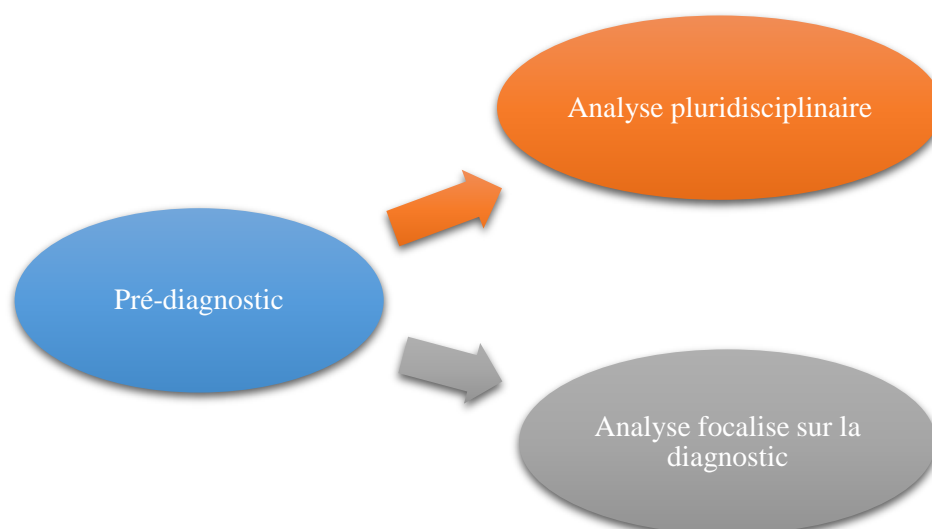 Analyse pluridisciplinaire
Pré-diagnostic
Analyse focalise sur la
diagnostic